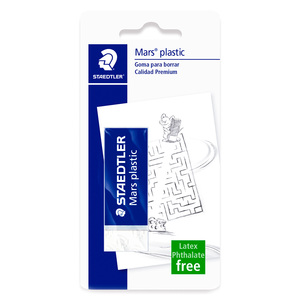 Mars® plastic
Goma para borrar
Calidad Premium
STAEDTLER
STAEDTLER
Mars plastic
Latex
Phthalate
free